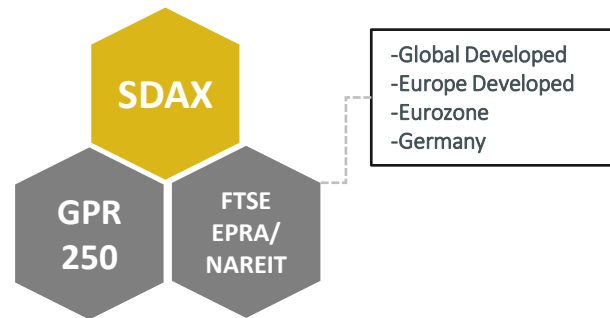 SDAX
GPR
250
FTSE
EPRA/
NAREIT
-Global Developed
-Europe Developed
-Eurozone
-Germany